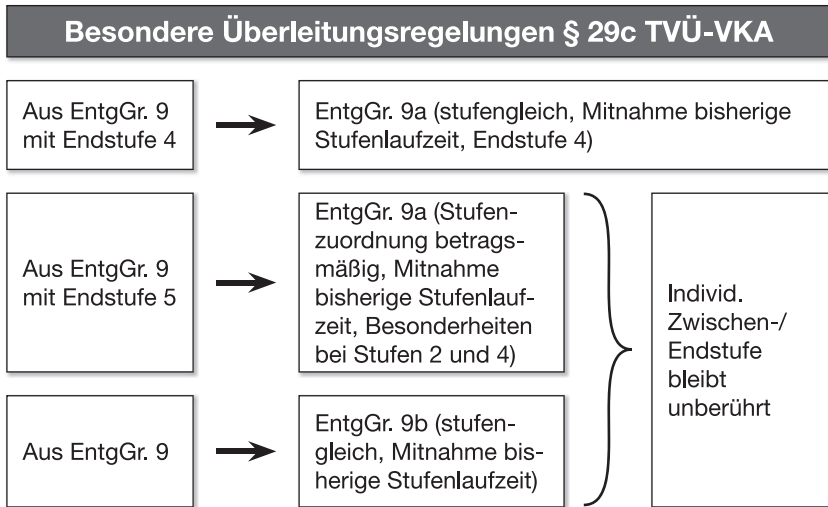 Besondere Überleitungsregelungen § 29c TVÜ-VKA
Aus EntgGr. 9
mit Endstufe 4
EntgGr. 9a (stufengleich, Mitnahme bisherige
Stufenlaufzeit, Endstufe 4)
Aus EntgGr. 9
mit Endstufe 5
EntgGr. 9a (Stufen-
zuordnung betrags-
mäßig, Mitnahme
bisherige Stufenlauf-
zeit, Besonderheiten
bei Stufen 2 und 4)
Aus EntgGr. 9
EntgGr. 9b (stufen-
gleich, Mitnahme bis-
herige Stufenlaufzeit)
Individ.
Zwischen-/
Endstufe
bleibt
unberührt